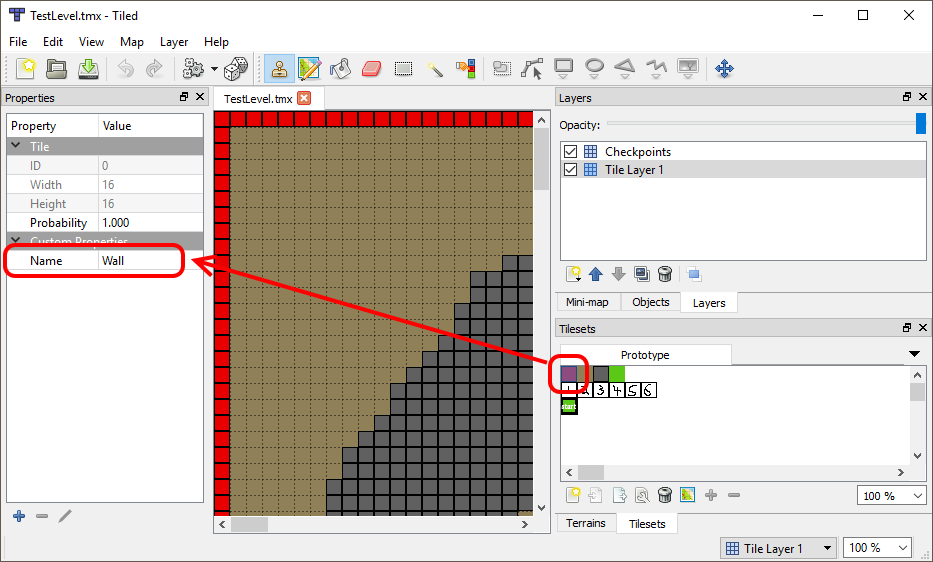 TestLevel.tmx - Tiled
File Edit View Map Layer Help
Properties
TestLevel.tmx
Property Value
Tile
ID 0
Width 16
Height 16
Probability 1.000
Custom Properties
Name Wall
Layers
Opacity:
Checkpoints
Tile Layer 1
Mini-map Objects Layers
Tilesets
Prototype
1 2 3 4 5 6
start
100 %
Terrains Tilesets
Tile Layer 1 100 %